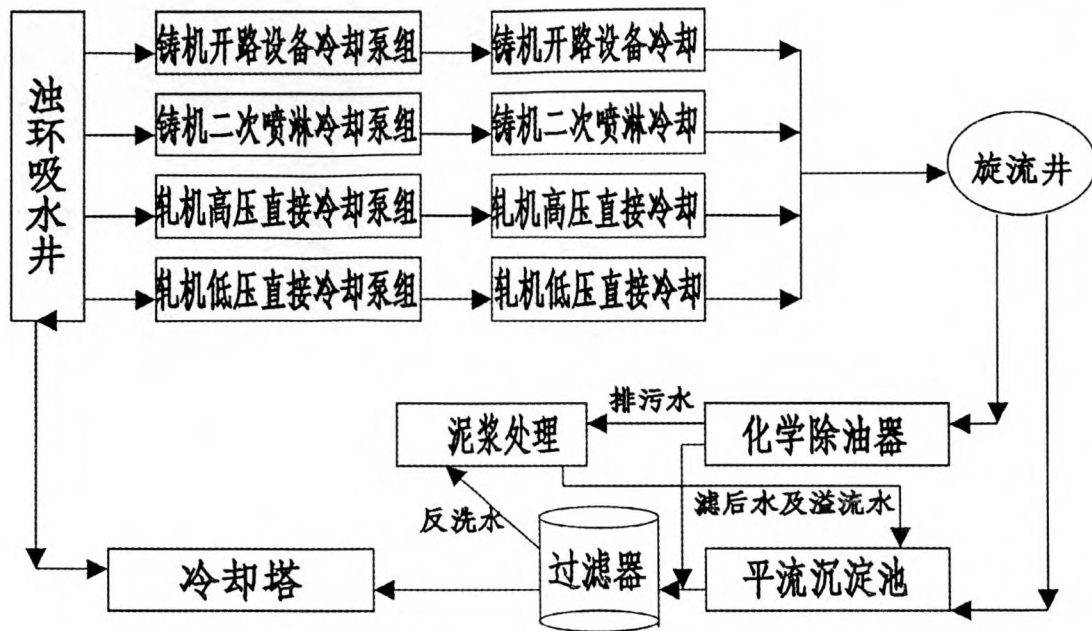 浊环吸水井
铸机开路设备冷却泵组
铸机开路设备冷却
铸机二次喷淋冷却泵组
铸机二次喷淋冷却
轧机高压直接冷却泵组
轧机高压直接冷却
轧机低压直接冷却泵组
轧机低压直接冷却
旋流井
排污水
泥浆处理
化学除油器
反洗水
滤后水及溢流水
冷却塔
过滤器
平流沉淀池